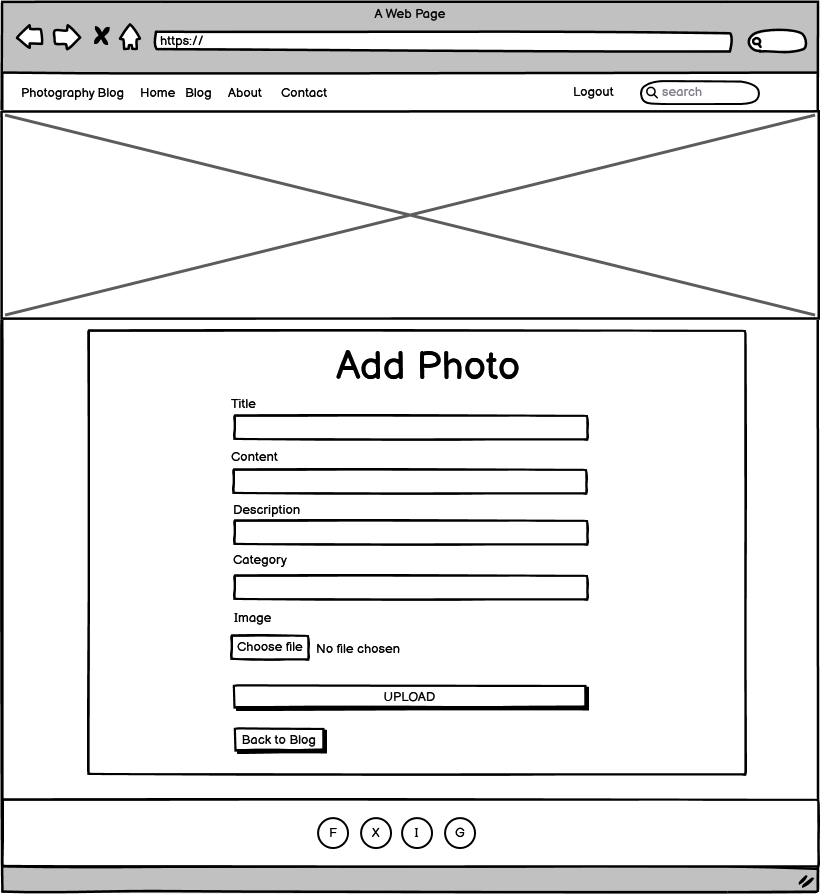 A Web Page
https://
Photography Blog Home Blog About Contact Logout search
Add Photo
Title
Content
Description
Category
Image
Choose file No file chosen
UPLOAD
Back to Blog
F X I G